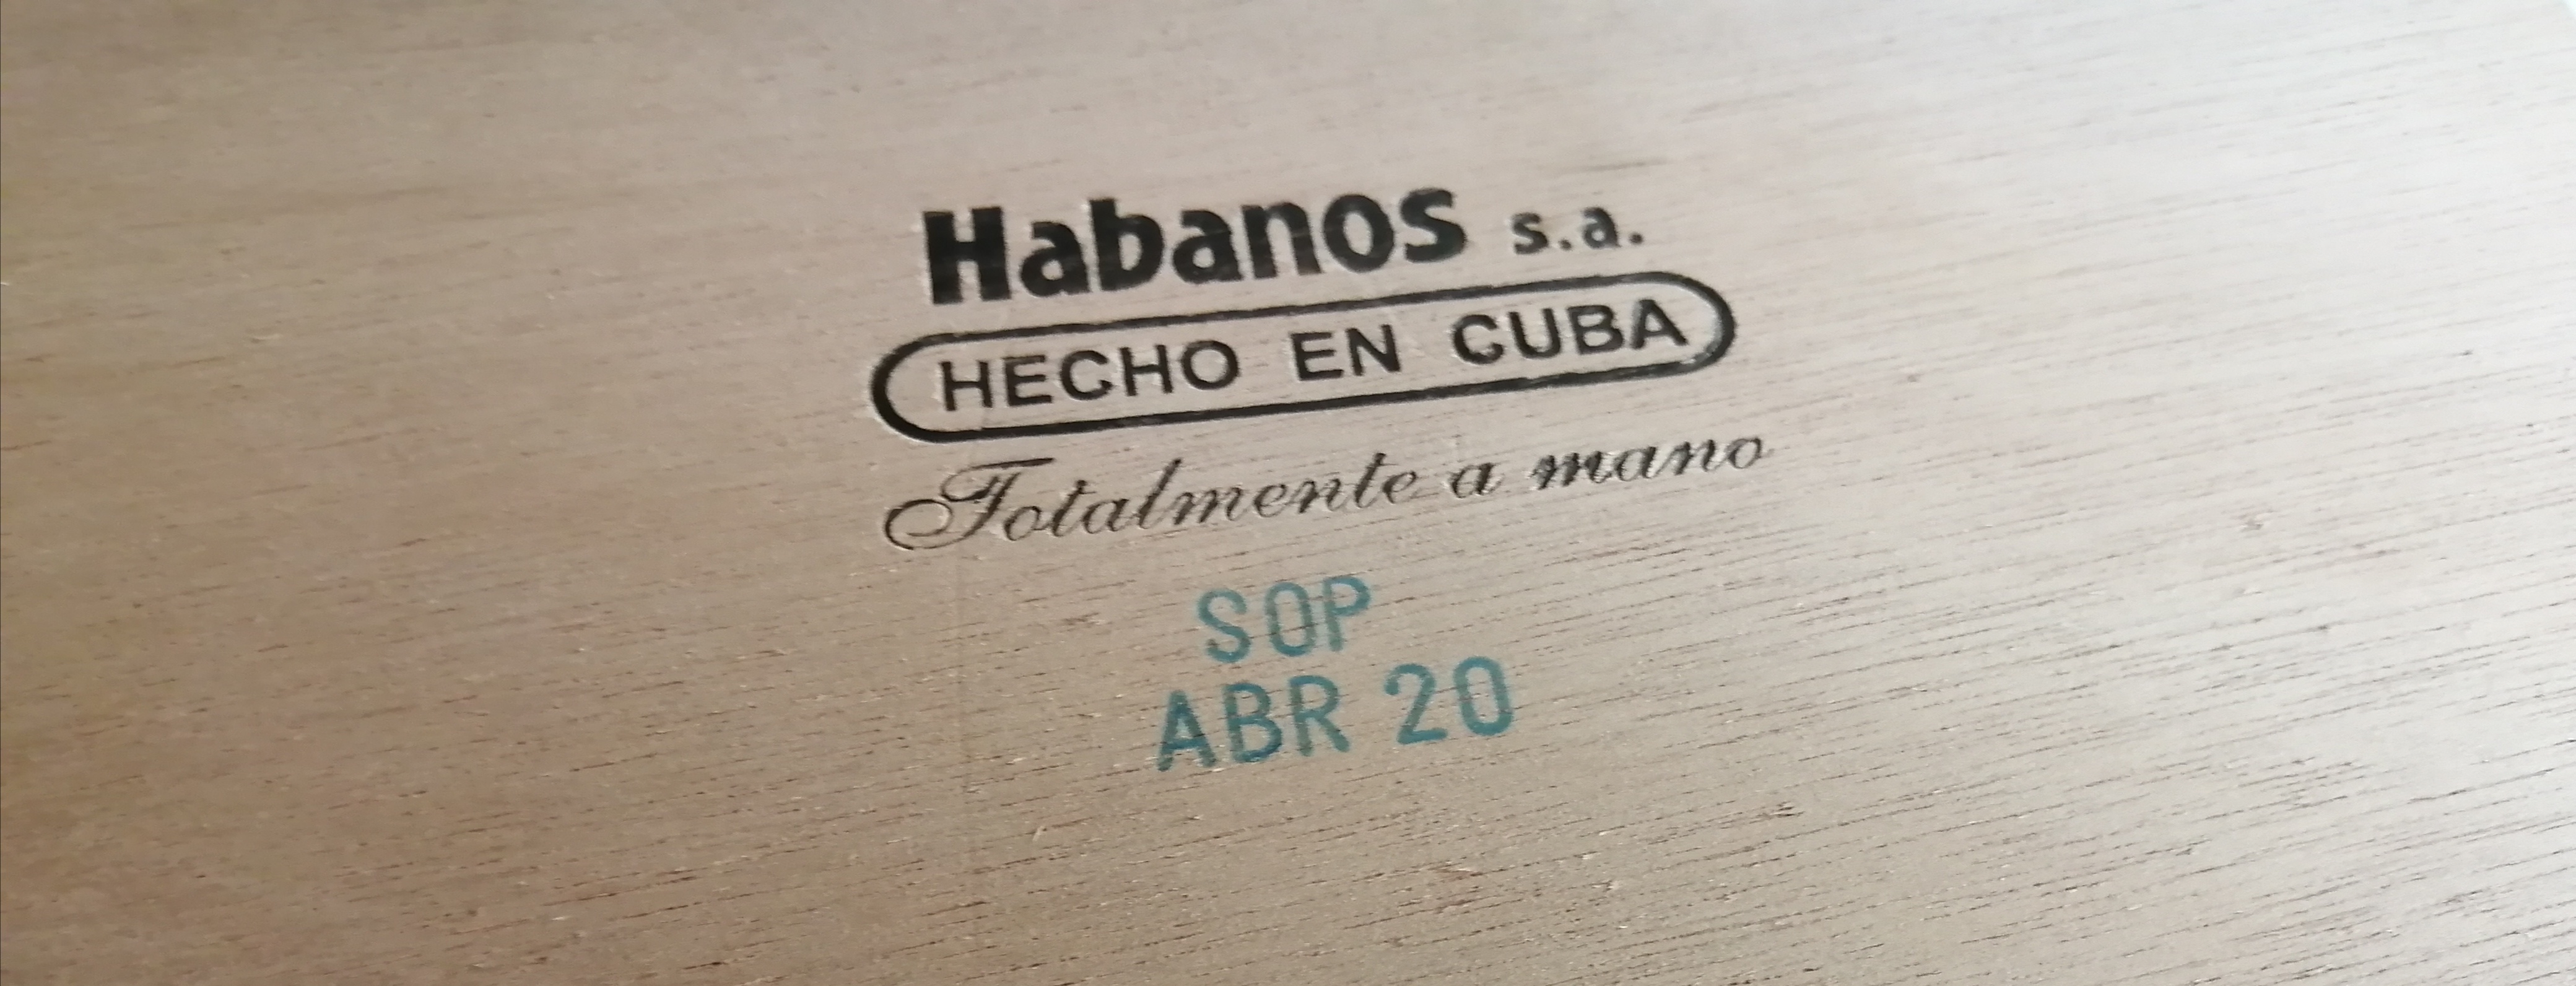 Habanos s.a.
HECHO EN CUBA
Totalmente a mano
SOP
ABR 20